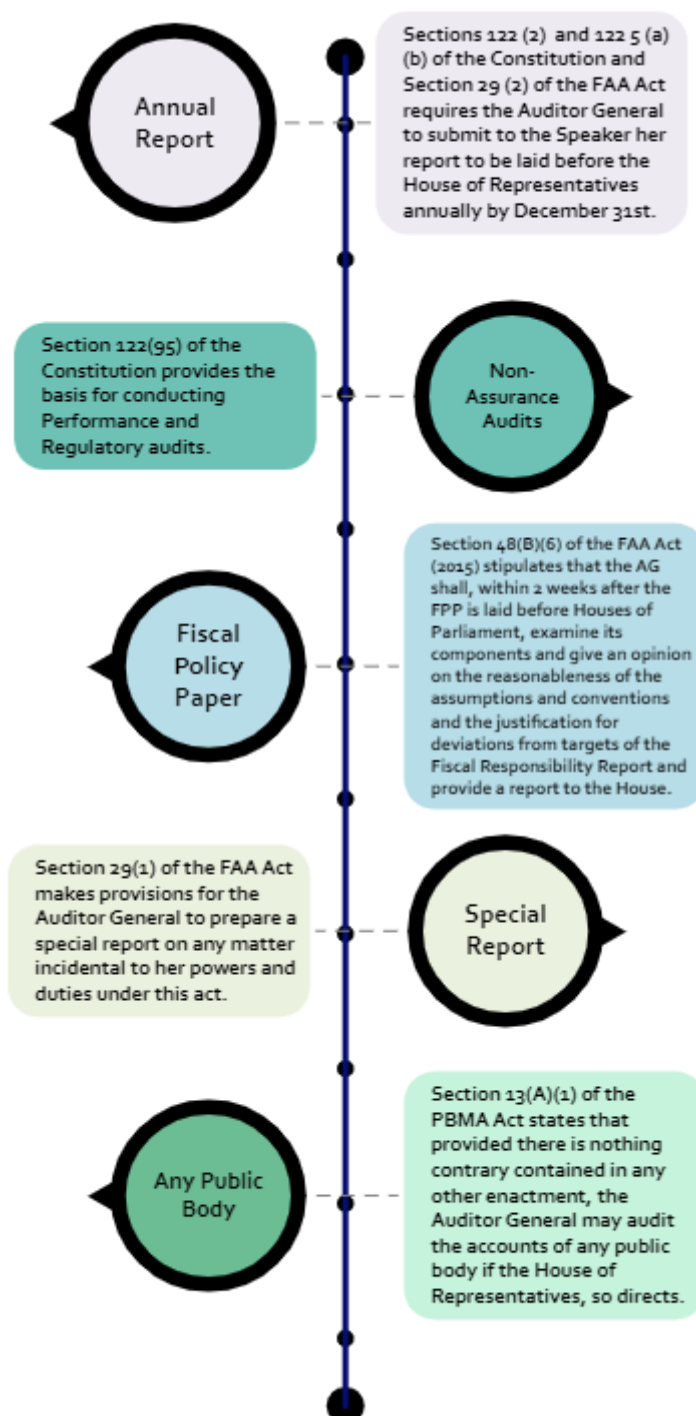 Annual
Report
Sections 122 (2) and 122 5 (a)
(b) of the Constitution and
Section 29 (2) of the FAA Act
requires the Auditor General
to submit to the Speaker her
report to be laid before the
House of Representatives
annually by December 31st.
Section 122(95) of the
Constitution provides the
basis for conducting
Performance and
Regulatory audits.
Non-
Assurance
Audits
Fiscal
Policy
Paper
Section 48(B)(6) of the FAA Act
(2015) stipulates that the AG
shall, within 2 weeks after the
FPP is laid before Houses of
Parliament, examine its
components and give an opinion
on the reasonableness of the
assumptions and conventions
and the justification for
deviations from targets of the
Fiscal Responsibility Report and
provide a report to the House.
Section 29(1) of the FAA Act
makes provisions for the
Auditor General to prepare a
special report on any matter
incidental to her powers and
duties under this act.
Special
Report
Any Public
Body
Section 13(A)(1) of the
PBMA Act states that
provided there is nothing
contrary contained in any
other enactment, the
Auditor General may audit
the accounts of any public
body if the House of
Representatives, so directs.